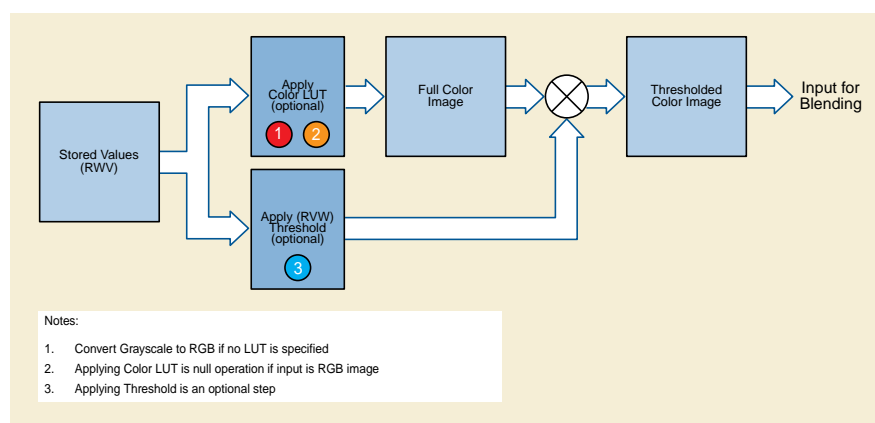 Stored Values
(RWV)
Apply
Color LUT
(optional)
1 2
Full Color
Image
Thresholded
Color Image
Input for
Blending
Apply (RVW)
Threshold
(optional)
3
Notes:
1. Convert Grayscale to RGB if no LUT is specified
2. Applying Color LUT is null operation if input is RGB image
3. Applying Threshold is an optional step